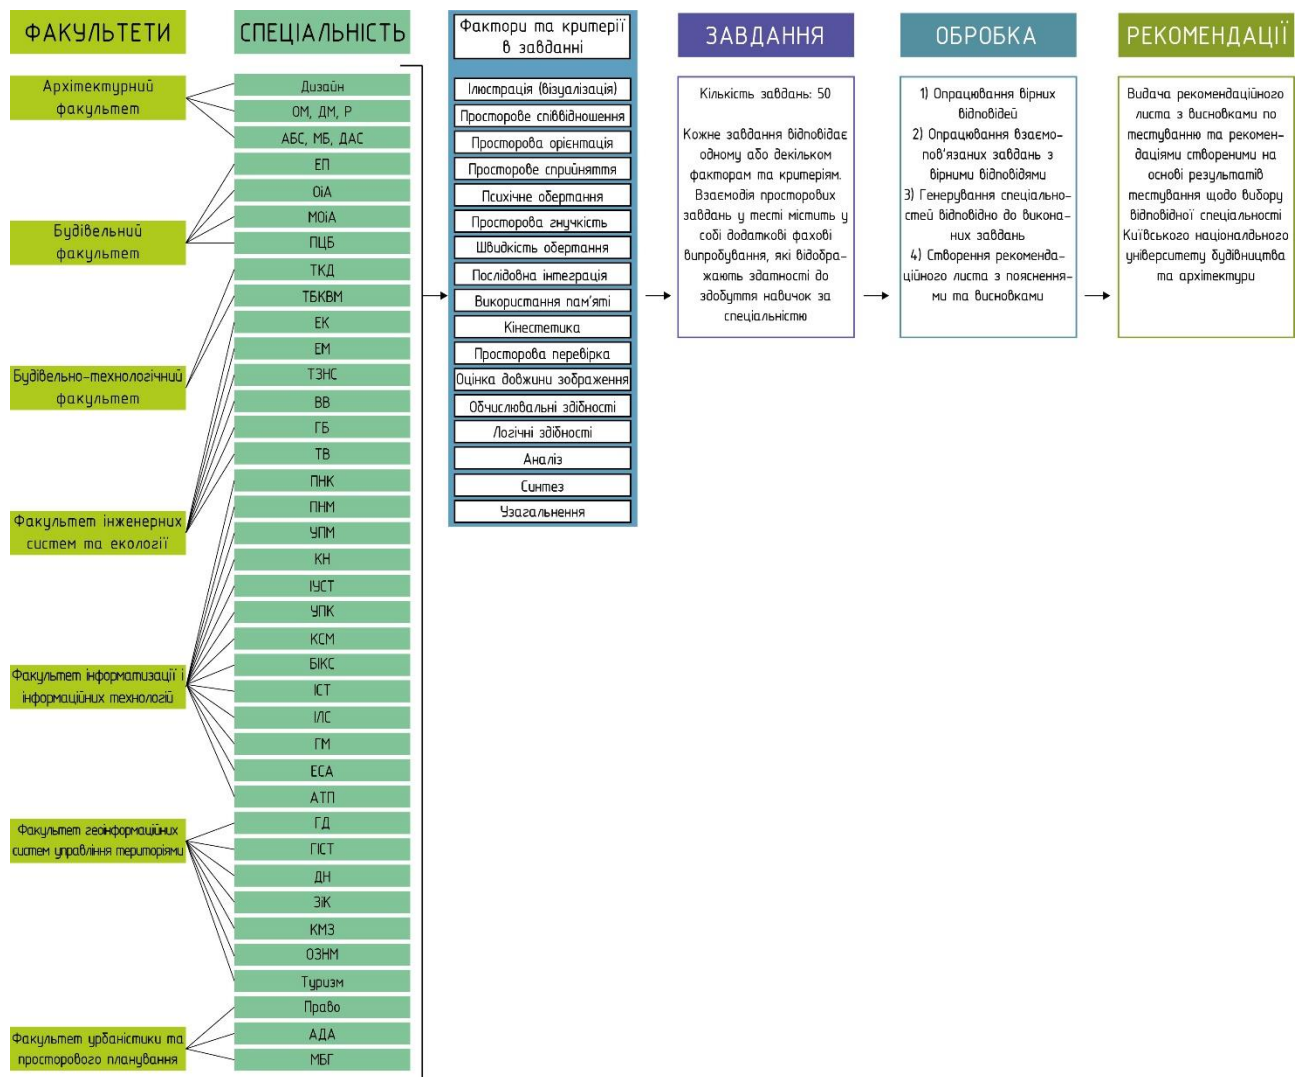 ФАКУЛЬТЕТИ
Архітектурний
факультет
Будівельний
факультет
Будівельно-технологічний
факультет
Факультет інженерних
систем та екології
Факультет інформатизації і
інформаційних технологій
Факультет геоінформаційних
систем управління територіями
Факультет урбаністики та
просторового планування
СПЕЦІАЛЬНІСТЬ
Дизайн
ОМ, ДМ, Р
АБС, МБ, ДАС
ЕП
ОіА
МОіА
ПЦБ
ТКД
ТБКВМ
ЕК
ЕМ
ТЗНС
ВВ
ГБ
ТВ
ПНК
ПНМ
УПМ
КН
ІУСТ
УПК
КСМ
БІКС
ІСТ
ІЛС
ГМ
ЕСА
АТП
ГД
ГІСТ
ДН
ЗіК
КМЗ
ОЗНМ
Туризм
Право
АДА
МБГ
Фактори та критерії
в завданні
Ілюстрація (візуалізація)
Просторове співвідношення
Просторова орієнтація
Просторове сприйняття
Психічне обертання
Просторова гнучкість
Швидкість обертання
Послідовна інтеграція
Використання пам'яті
Кінестетика
Просторова перевірка
Оцінка довжини зображення
Обчислювальні здібності
Логічні здібності
Аналіз
Синтез
Узагальнення
ЗАВДАННЯ
Кількість завдань: 50
Кожне завдання відповідає
одному або декільком
факторам та критеріям.
Взаємодія просторових
завдань у тесті містить у
собі додаткові фахові
випробування, які відобра-
жають здатності до
здобуття навичок за
спеціальністю
ОБРОБКА
1) Опрацювання вірних
відповідей
2) Опрацювання взаємо-
пов'язаних завдань з
вірними відповідями
3) Генерування спеціально-
стей відповідно до викона-
них завдань
4) Створення рекоменда-
ційного листа з пояснення-
ми та висновками
РЕКОМЕНДАЦІЇ
Видача рекомендаційного
листа з висновками по
тестуванню та рекомен-
даціями створеними на
основі результатів
тестування щодо вибору
відповідної спеціальності
Київського націоналдьного
університету будівництва
та архітектури